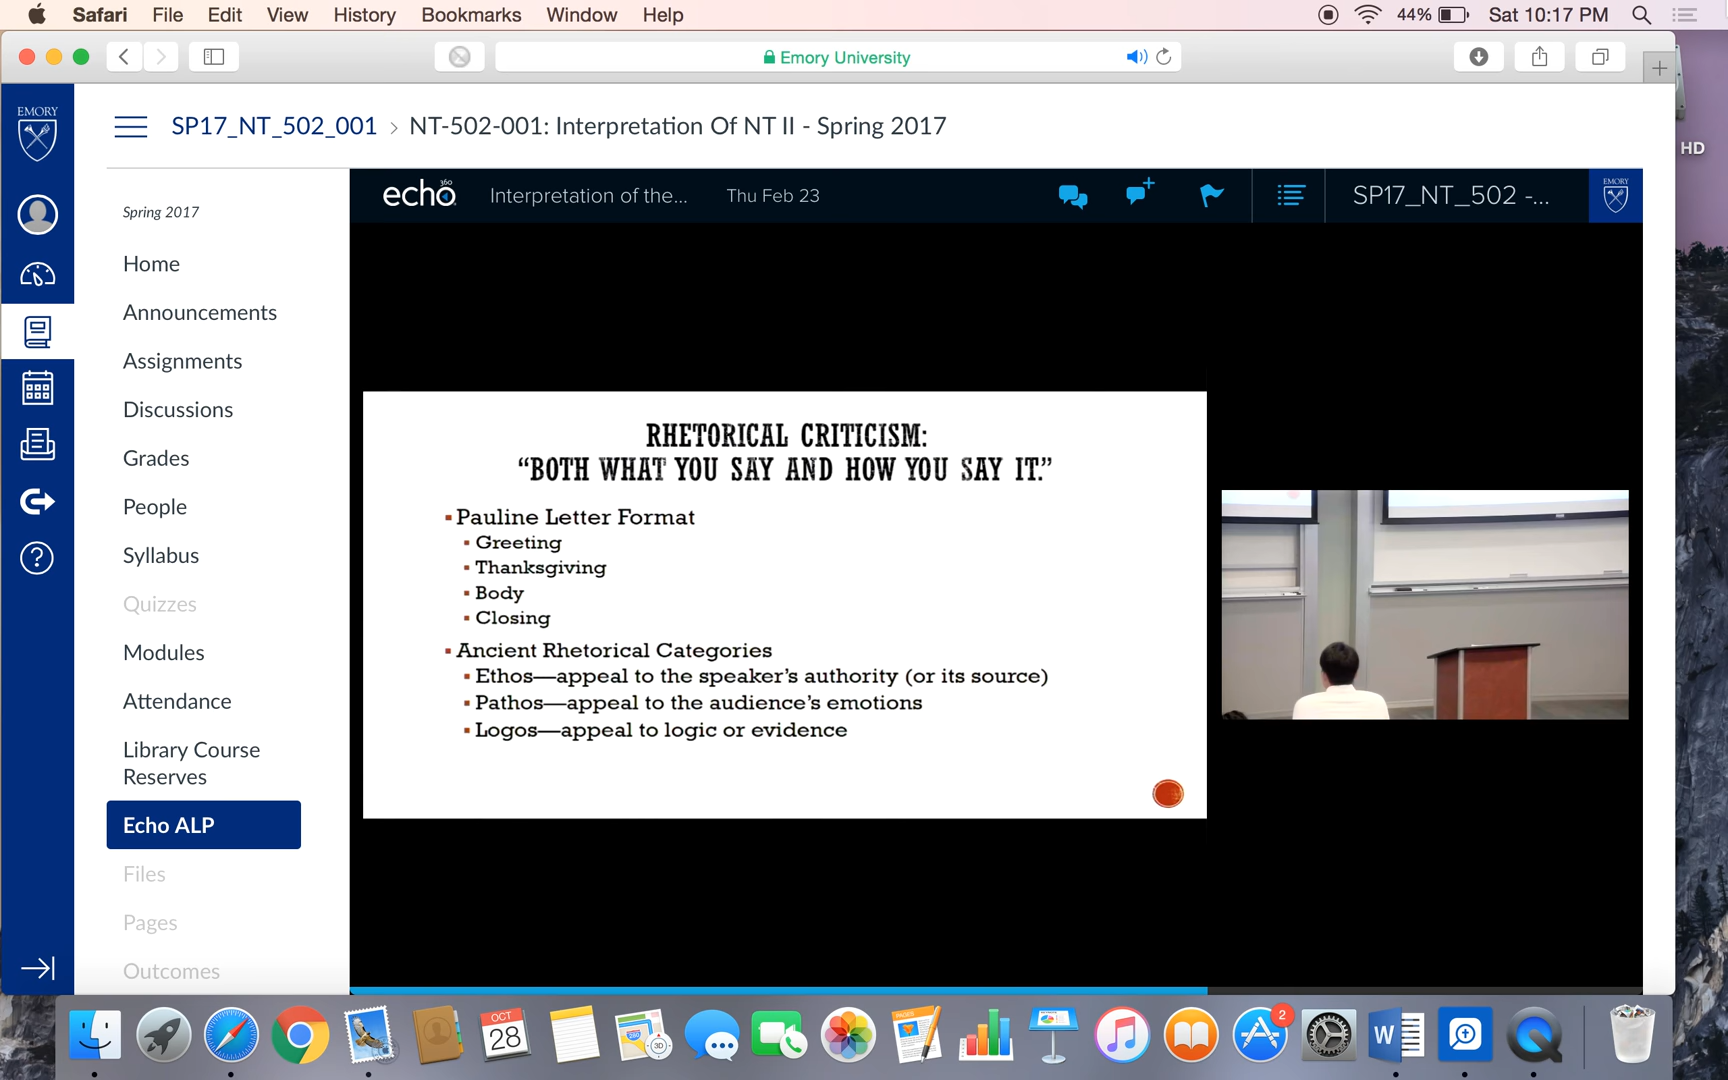 Safari File Edit View History Bookmarks Window Help 44% Sat 10:17 PM
Emory University
HD
EMORY
SP17_NT_502_001 › NT-502-001: Interpretation Of NT II - Spring 2017
echo360 Interpretation of the... Thu Feb 23 SP17_NT_502 -... EMORY
Spring 2017
Home
Announcements
Assignments
Discussions
Grades
People
Syllabus
Quizzes
Modules
Attendance
Library Course
Reserves
Echo ALP
Files
Pages
Outcomes
RHETORICAL CRITICISM:
“BOTH WHAT YOU SAY AND HOW YOU SAY IT.”
▪ Pauline Letter Format
▪ Greeting
▪ Thanksgiving
▪ Body
▪ Closing
▪ Ancient Rhetorical Categories
▪ Ethos—appeal to the speaker’s authority (or its source)
▪ Pathos—appeal to the audience’s emotions
▪ Logos—appeal to logic or evidence
OCT
28
PAGES
3D
2
W